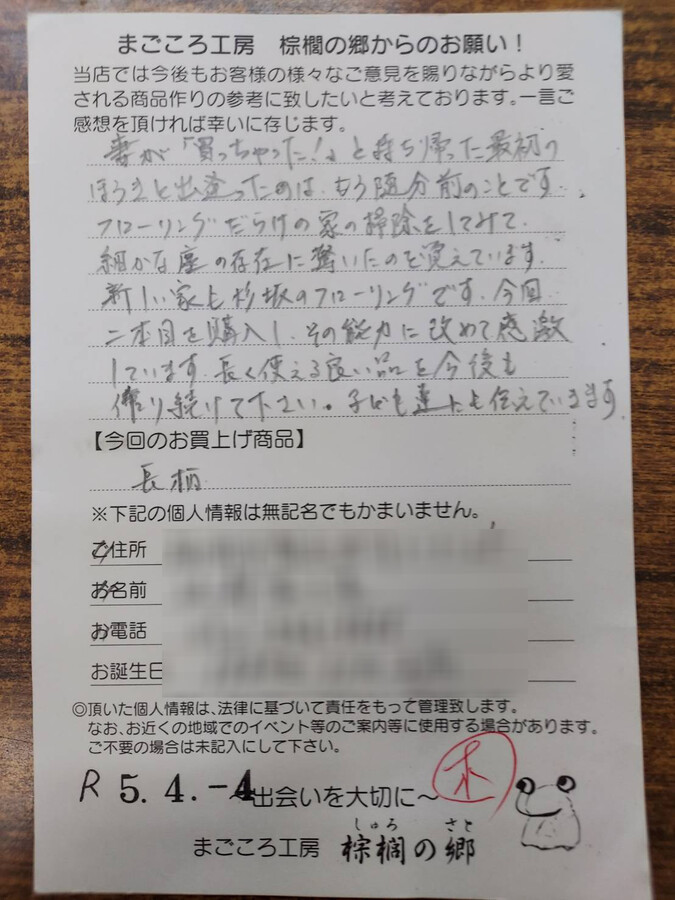 まごころ工房 棕櫚の郷からのお願い！
当店では今後もお客様の様々なご意見を賜りながらより愛
される商品作りの参考に致したいと考えております。一言ご
感想を頂ければ幸いに存じます。
妻が「買っちゃった!」と持ち帰った最初の
ほうきと出逢ったのは、もう随分前のことです。
フローリングだらけの家の掃除をしてみて、
細かな塵の存在に驚いたのを覚えています。
新しい家も杉坂のフローリングです。今回
二本目を購入し、その能力に改めて感激
しています。長く使える良い品を今後も
作り続けて下さい。子ども達にも伝えていきます。
【今回のお買上げ商品】
長柄
※下記の個人情報は無記名でもかまいません。
ご住所
お名前
お電話
お誕生日
◎頂いた個人情報は、法律に基づいて責任をもって管理致します。
なお、お近くの地域でのイベント等のご案内等に使用する場合があります。
ご不要の場合は未記入にして下さい。
R 5.4.-4
木
～出会いを大切に～
しゅろ さと
まごころ工房 棕櫚の郷